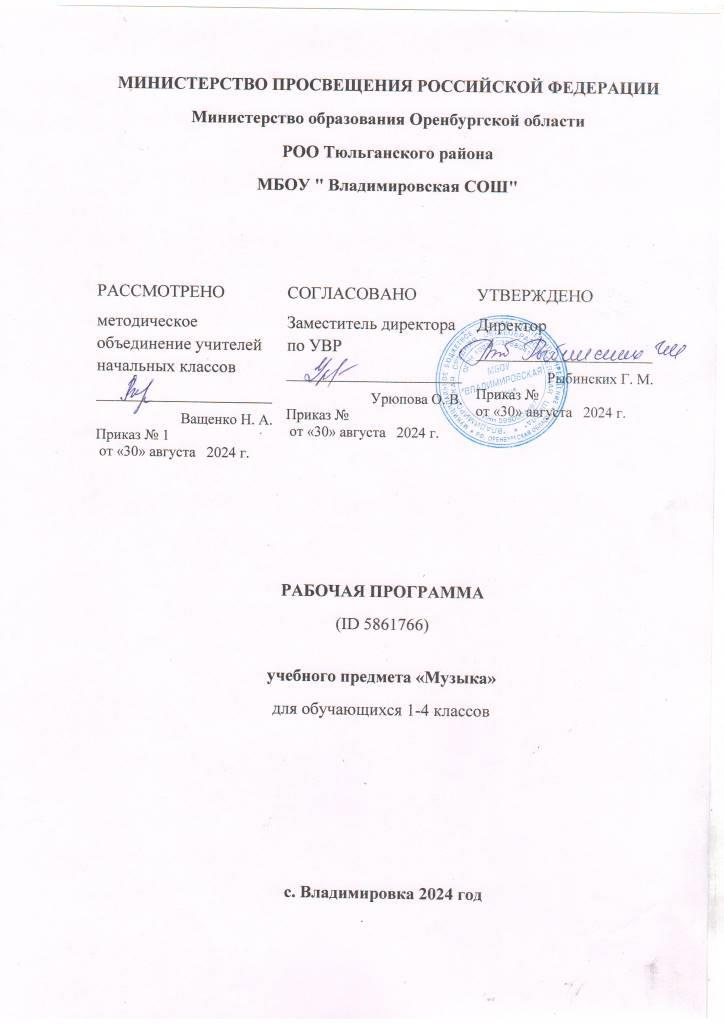 МИНИСТЕРСТВО ПРОСВЕЩЕНИЯ РОССИЙСКОЙ ФЕДЕРАЦИИ
Министерство образования Оренбургской области
РОО Тюльганского района
МБОУ " Владимировская СОШ"
РАССМОТРЕНО
методическое
объединение учителей
начальных классов
Ващенко Н. А.
Приказ № 1
от «30» августа 2024 г.
СОГЛАСОВАНО
Заместитель директора
по УВР
Урюпова О. В.
Приказ №
от «30» августа 2024 г.
УТВЕРЖДЕНО
Директор
Рыбинских Г. М.
Приказ №
от «30» августа 2024 г.
МБОУ
"ВЛАДИМИРОВСКАЯ
РАБОЧАЯ ПРОГРАММА
(ID 5861766)
учебного предмета «Музыка»
для обучающихся 1-4 классов
с. Владимировка 2024 год